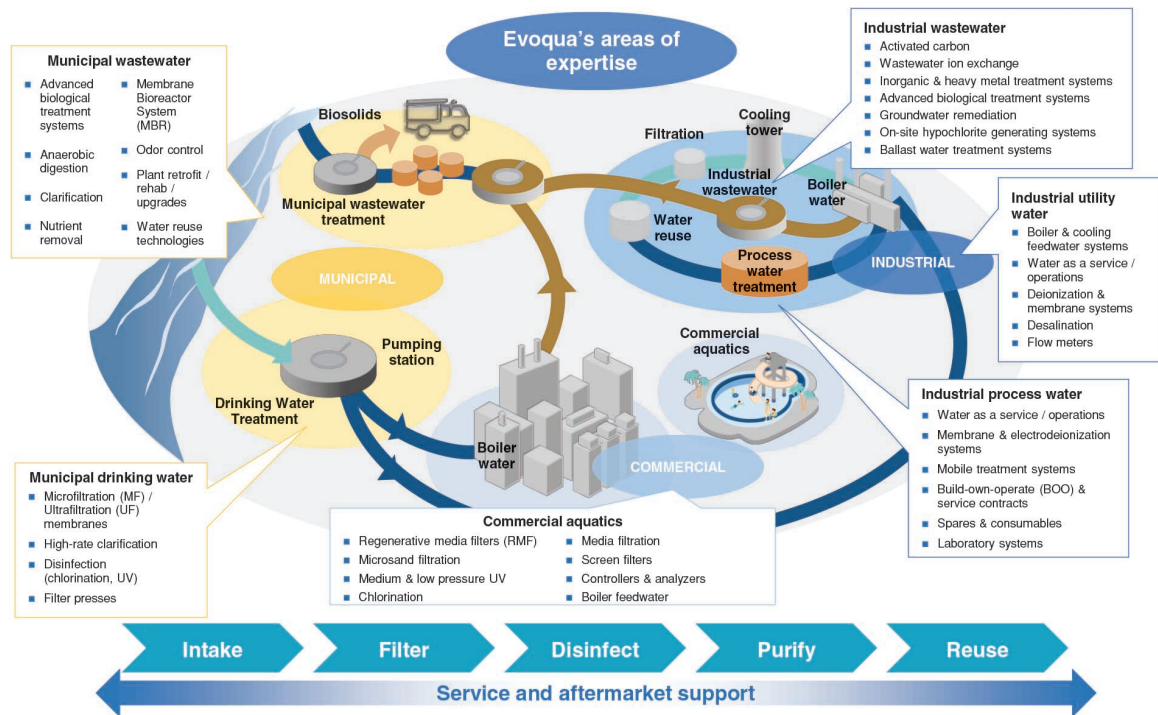 Evoqua's areas of
expertise
Municipal wastewater
Advanced
biological
treatment
systems
Anaerobic
digestion
Clarification
Nutrient
removal
Membrane
Bioreactor
System
(MBR)
Odor control
Plant retrofit /
rehab /
upgrades
Water reuse
technologies
Biosolids
Municipal wastewater
treatment
MUNICIPAL
Pumping
station
Drinking Water
Treatment
Filtration
Cooling
tower
Industrial
wastewater
Boiler
water
Water
reuse
Process
water
treatment
INDUSTRIAL
Commercial
aquatics
Boiler
water
COMMERCIAL
Industrial wastewater
Activated carbon
Wastewater ion exchange
Inorganic & heavy metal treatment systems
Advanced biological treatment systems
Groundwater remediation
On-site hypochlorite generating systems
Ballast water treatment systems
Industrial utility
water
Boiler & cooling
feedwater systems
Water as a service /
operations
Deionization &
membrane systems
Desalination
Flow meters
Industrial process water
Water as a service / operations
Membrane & electrodeionization
systems
Mobile treatment systems
Build-own-operate (BOO) &
service contracts
Spares & consumables
Laboratory systems
Municipal drinking water
Microfiltration (MF) /
Ultrafiltration (UF)
membranes
High-rate clarification
Disinfection
(chlorination, UV)
Filter presses
Commercial aquatics
Regenerative media filters (RMF)
Microsand filtration
Medium & low pressure UV
Chlorination
Media filtration
Screen filters
Controllers & analyzers
Boiler feedwater
Intake
Filter
Disinfect
Purify
Reuse
Service and aftermarket support